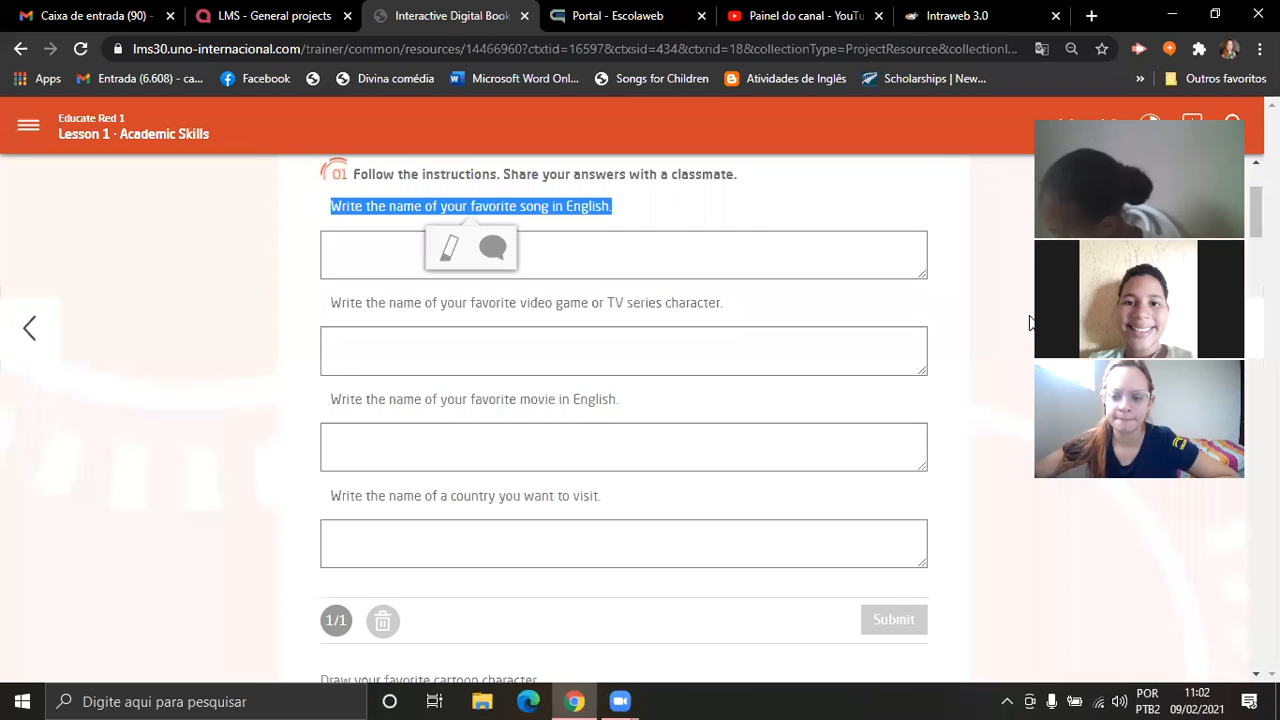 Caixa de entrada (90) -
LMS - General projects
Interactive Digital Book
Portal - Escolaweb
Painel do canal - YouTu
Intraweb 3.0
lms30.uno-internacional.com/trainer/common/resources/14466960?ctxtid=16597&ctxsid=434&ctxrid=18&collectionType=ProjectResource&collectionI...
Apps
Entrada (6.608) - ca...
Facebook
Divina comédia
Microsoft Word Onl...
Songs for Children
Atividades de Inglês
Scholarships | New...
»
Outros favoritos
Educate Red 1
Lesson 1 · Academic Skills
01 Follow the instructions. Share your answers with a classmate.
Write the name of your favorite song in English.
Write the name of your favorite video game or TV series character.
Write the name of your favorite movie in English.
Write the name of a country you want to visit.
1/1
Submit
Draw your favorite cartoon character.
Digite aqui para pesquisar
POR
PTB2
11:02
09/02/2021